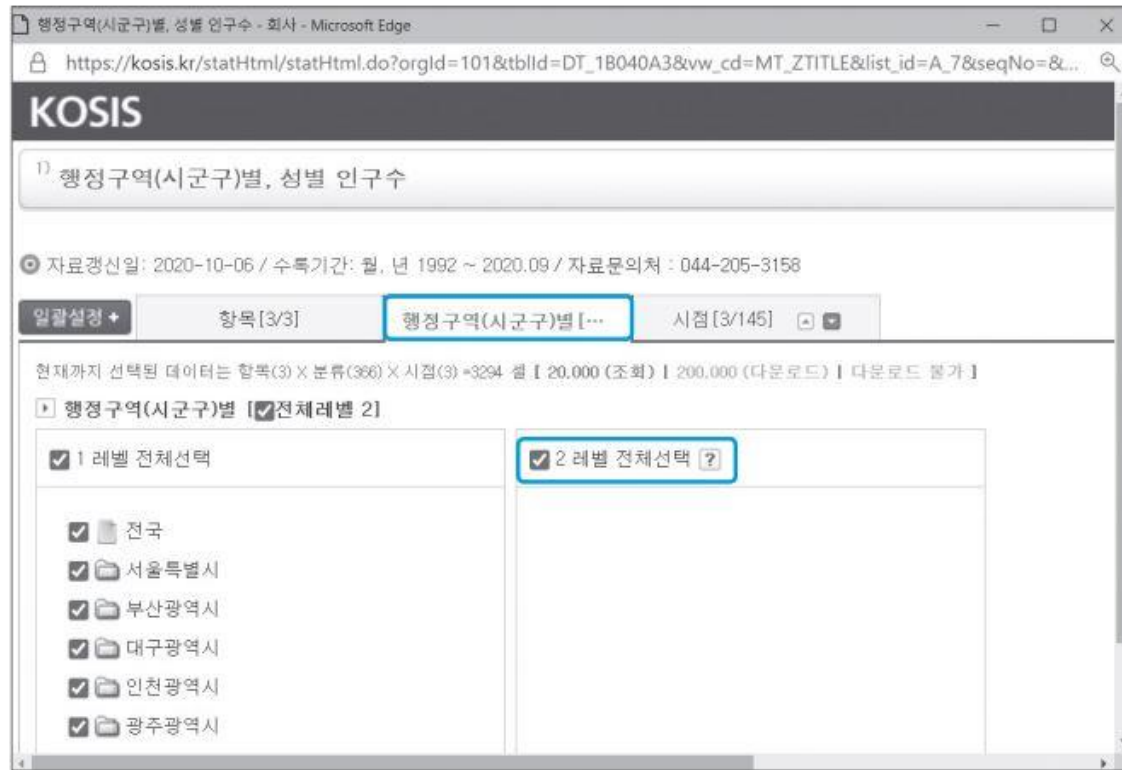 행정구역(시군구)별, 성별 인구수 - 회사 - Microsoft Edge
https://kosis.kr/statHtml/statHtml.do?orgId=101&tblId=DT_1B040A3&vw_cd=MT_ZTITLE&list_id=A_7&seqNo=&...
KOSIS
1) 행정구역(시군구)별, 성별 인구수
자료갱신일: 2020-10-06 / 수록기간: 월, 년 1992 ~ 2020.09 / 자료문의처 : 044-205-3158
일괄설정 + 항목[3/3] 행정구역(시군구)별[… 시점[3/145]
현재까지 선택된 데이터는 항목(3) X 분류(366) X 시점(3) =3294 셀 [ 20,000 (조회) | 200,000 (다운로드) | 다운로드 불가 ]
행정구역(시군구)별 [전체레벨 2]
1 레벨 전체선택
2 레벨 전체선택 ?
전국
서울특별시
부산광역시
대구광역시
인천광역시
광주광역시